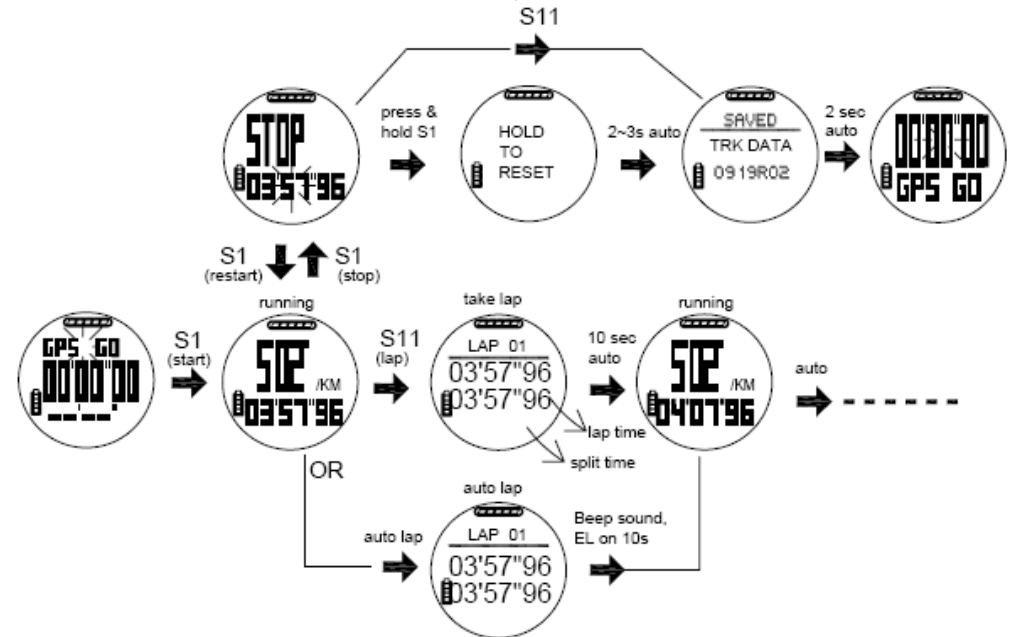 S11
STOP
03'57"96
press &
hold S1
HOLD
TO
RESET
2~3s auto
SAVED
TRK DATA
0919R02
2 sec
auto
00'00"00
GPS GO
S1
(restart)
S1
(stop)
GPS GO
00'00"00
S1
(start)
running
/KM
03'57"96
S11
(lap)
take lap
LAP 01
03'57"96
03'57"96
lap time
split time
10 sec
auto
running
/KM
04'07"96
auto
OR
auto lap
auto lap
LAP 01
03'57"96
03'57"96
Beep sound,
EL on 10s